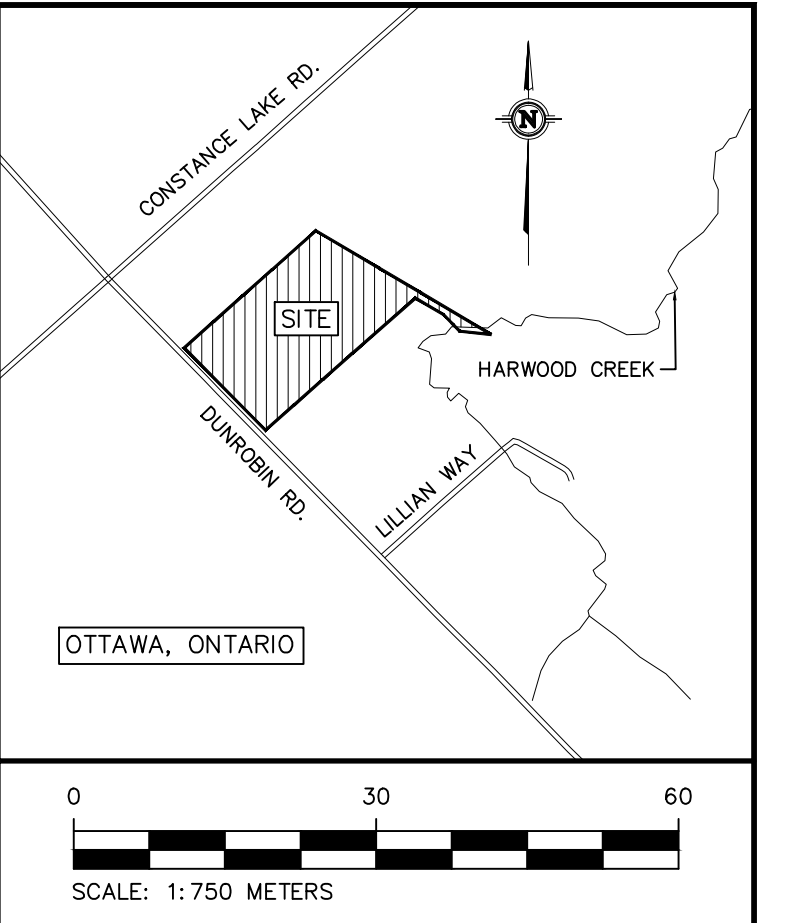 CONSTANCE LAKE RD.
N
SITE
HARWOOD CREEK
DUNROBIN RD.
LILLIAN WAY
OTTAWA, ONTARIO
0 30 60
SCALE: 1:750 METERS